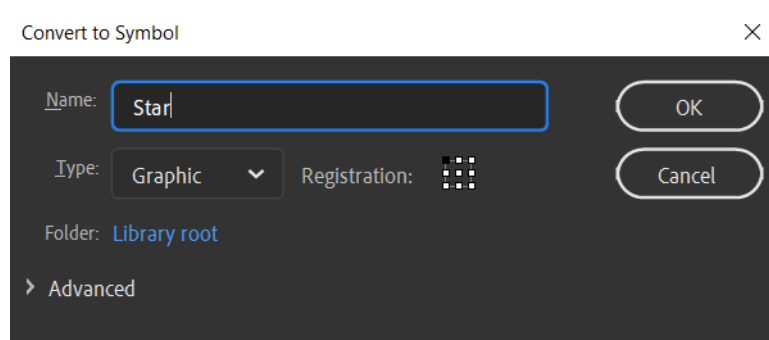 Convert to Symbol
Name: Star OK
Type: Graphic Registration: Cancel
Folder: Library root
Advanced